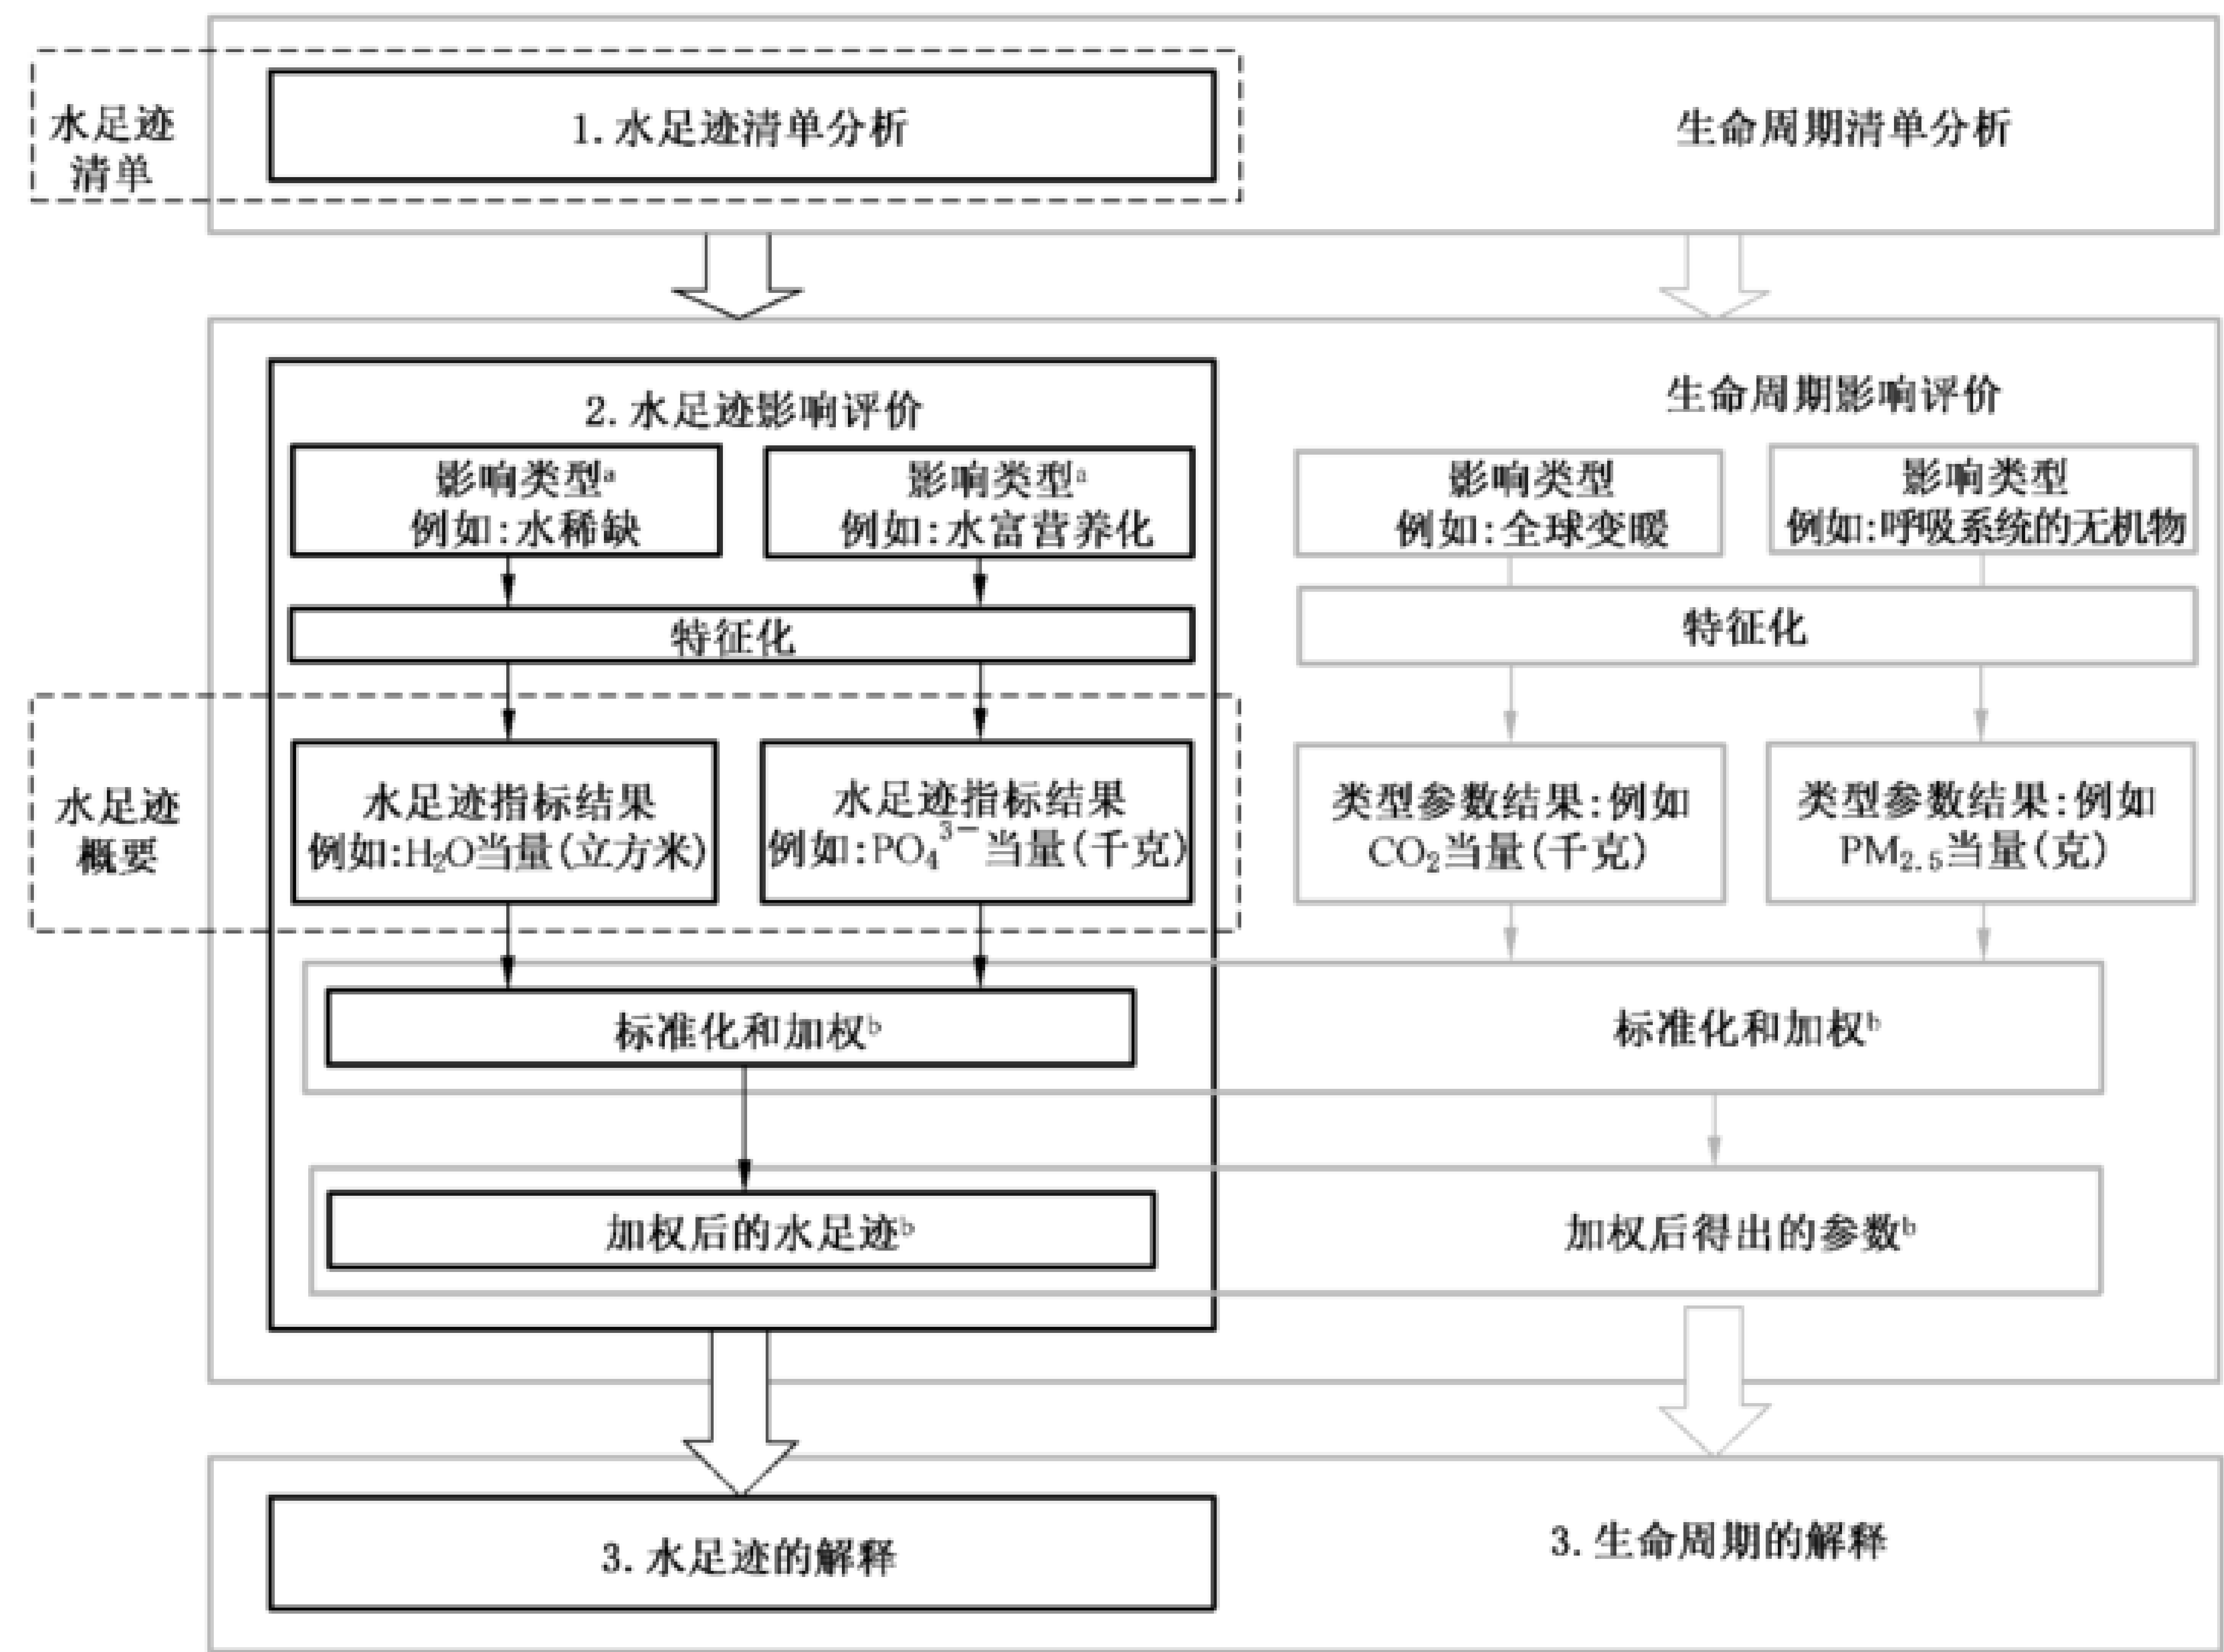 水足迹
清单
1.水足迹清单分析
生命周期清单分析
2.水足迹影响评价
生命周期影响评价
影响类型ᵃ
例如:水稀缺
影响类型ᵃ
例如:水富营养化
影响类型
例如:全球变暖
影响类型
例如:呼吸系统的无机物
特征化
特征化
水足迹
概要
水足迹指标结果
例如:H₂O当量(立方米)
水足迹指标结果
例如:PO₄³⁻当量(千克)
类型参数结果:例如
CO₂当量(千克)
类型参数结果:例如
PM₂.₅当量(克)
标准化和加权ᵇ
标准化和加权ᵇ
加权后的水足迹ᵇ
加权后得出的参数ᵇ
3.水足迹的解释
3.生命周期的解释